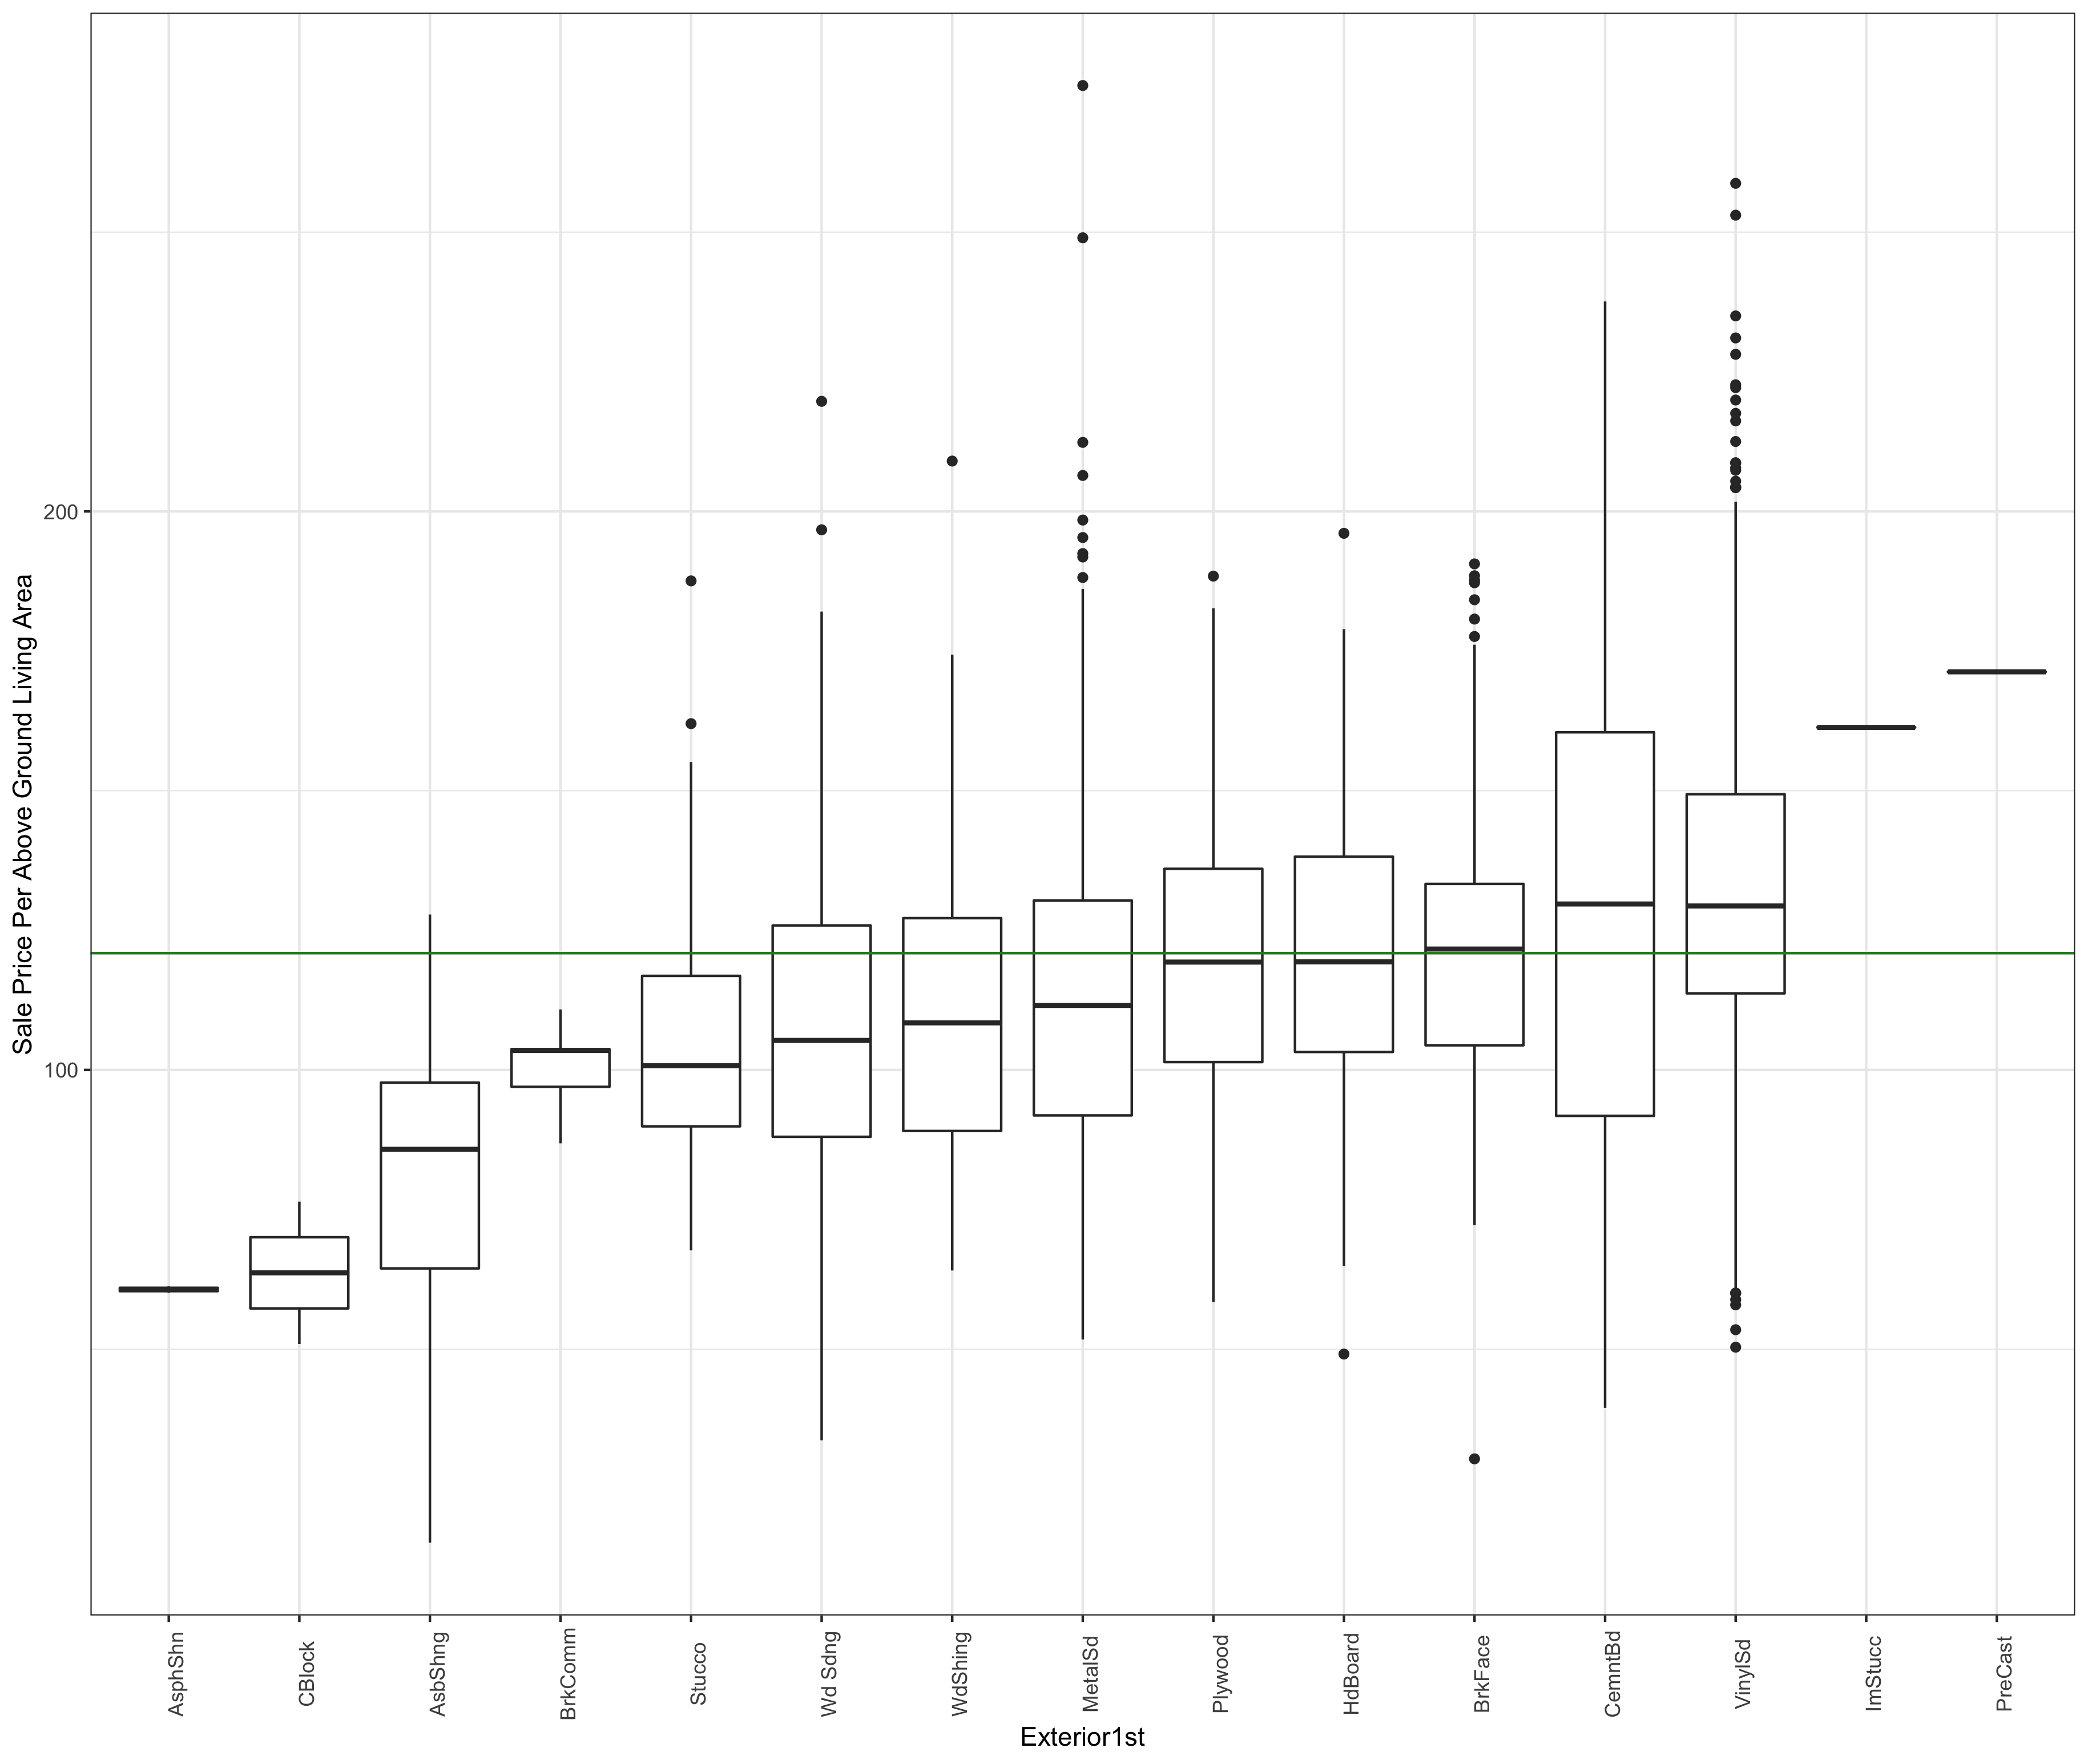 Sale Price Per Above Ground Living Area
200
100
AsphShn
CBlock
AsbShng
BrkComm
Stucco
Wd Sdng
WdShing
MetalSd
Plywood
HdBoard
BrkFace
CemntBd
VinylSd
ImStucc
PreCast
Exterior1st